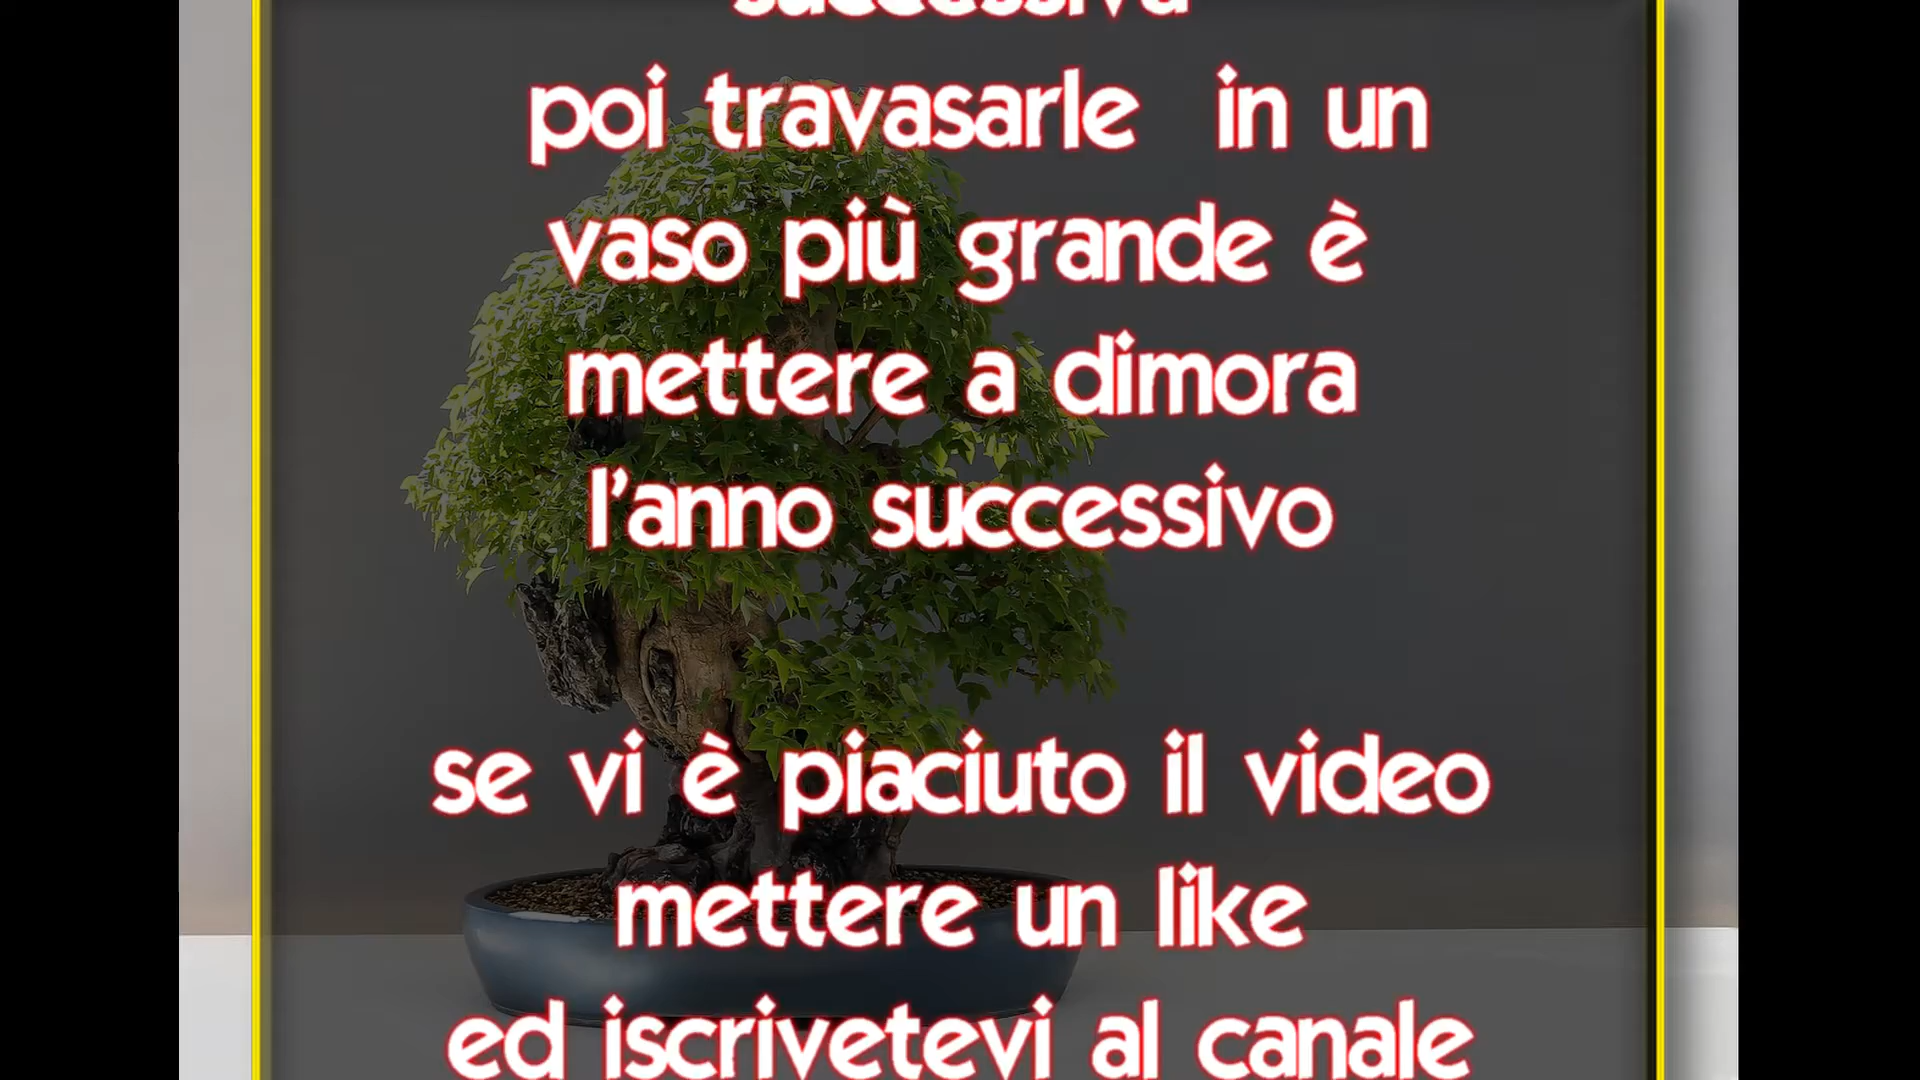 successiva
poi travasarle in un
vaso più grande è
mettere a dimora
l'anno successivo
se vi è piaciuto il video
mettere un like
ed iscrivetevi al canale